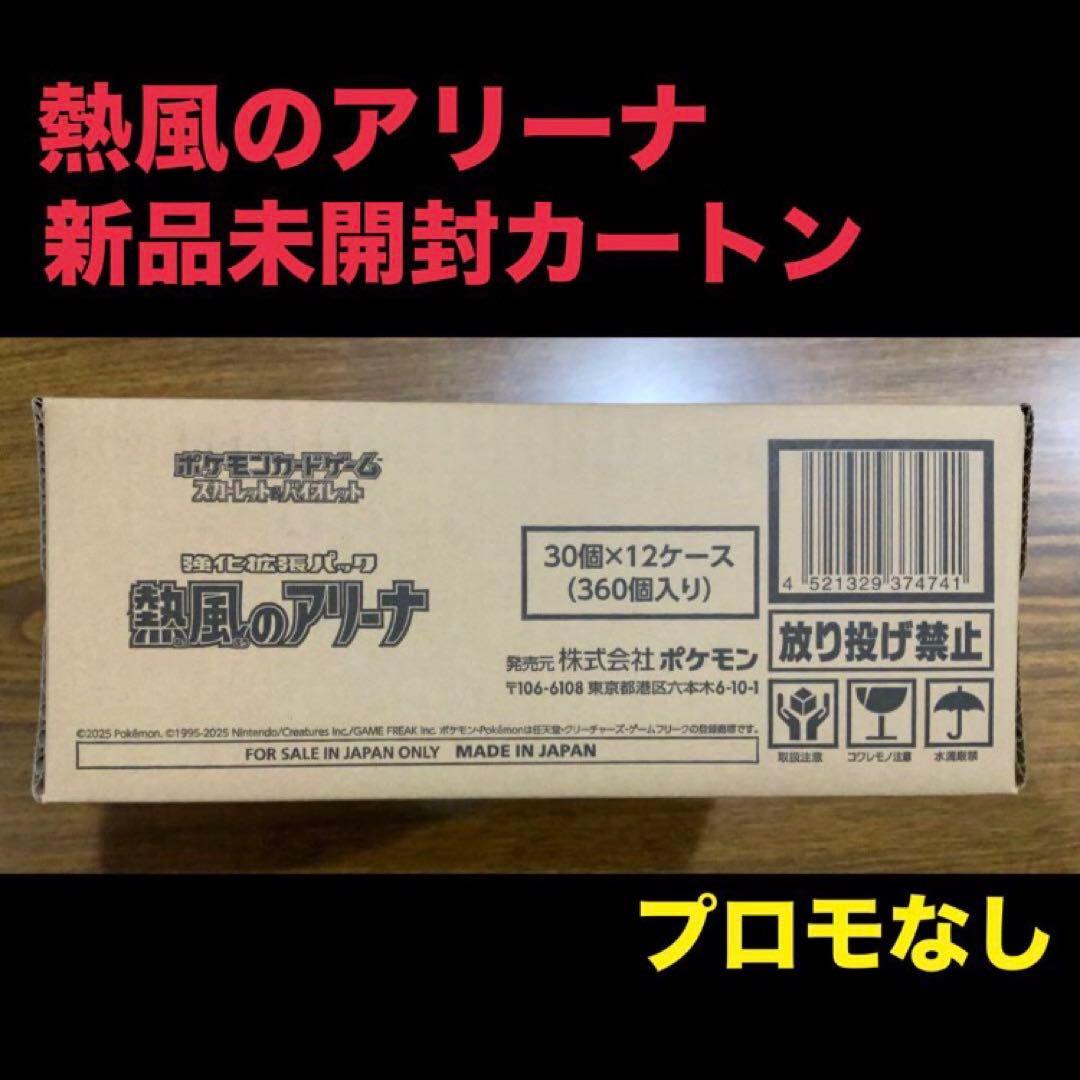 熱風のアリーナ
新品未開封カートン
ポケモンカードゲーム
スカーレット&バイオレット
強化拡張パック
熱風のアリーナ
30個×12ケース
(360個入り)
4 521329 374741
発売元 株式会社 ポケモン
〒106-6108 東京都港区六本木6-10-1
放り投げ禁止
取扱注意 コワレモノ注意 水濡厳禁
©2025 Pokémon. ©1995-2025 Nintendo/Creatures Inc./GAME FREAK inc. ポケモン・Pokémonは任天堂・クリーチャーズ・ゲームフリークの登録商標です。
FOR SALE IN JAPAN ONLY MADE IN JAPAN
プロモなし